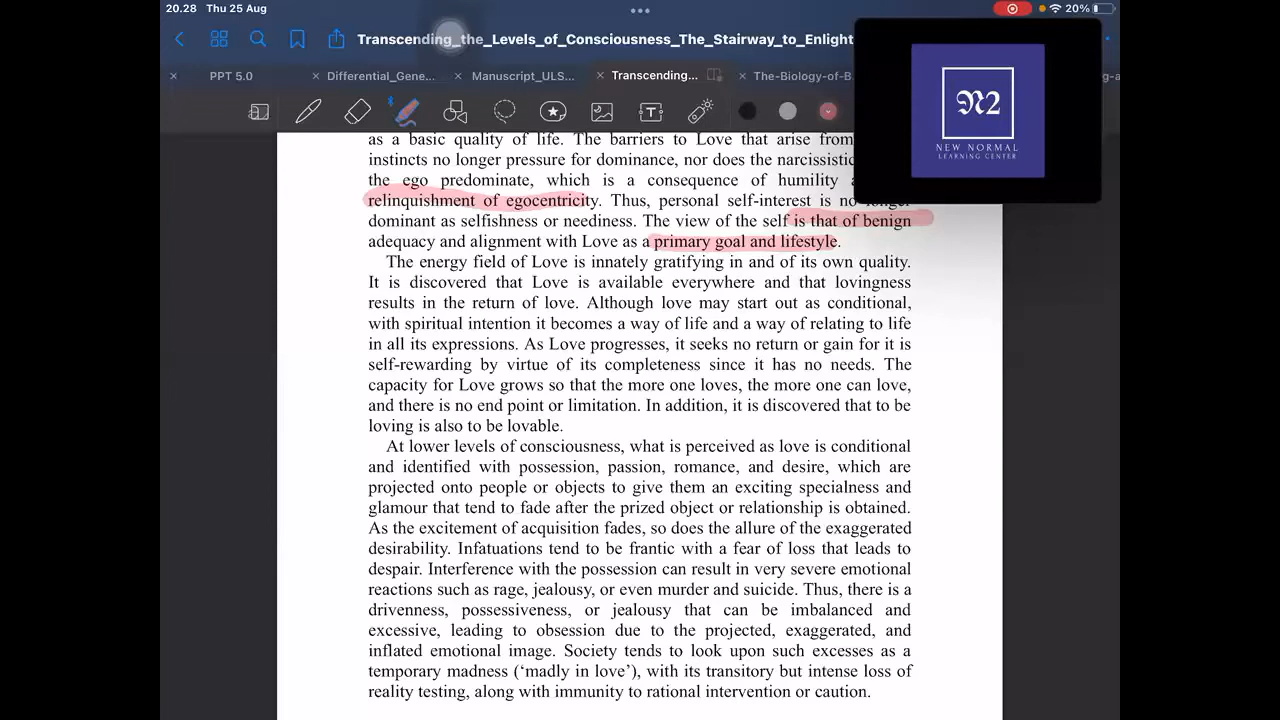 20.28 Thu 25 Aug
20%
Transcending_the_Levels_of_Consciousness_The_Stairway_to_Enlight
PPT 5.0
Differential_Gene...
Manuscript_ULS...
Transcending...
The-Biology-of-B
ng-a
N2
NEW NORMAL
LEARNING CENTER
as a basic quality of life. The barriers to Love that arise from
instincts no longer pressure for dominance, nor does the narcissistic
the ego predominate, which is a consequence of humility
relinquishment of egocentricity. Thus, personal self-interest is no longer
dominant as selfishness or neediness. The view of the self is that of benign
adequacy and alignment with Love as a primary goal and lifestyle.
The energy field of Love is innately gratifying in and of its own quality.
It is discovered that Love is available everywhere and that lovingness
results in the return of love. Although love may start out as conditional,
with spiritual intention it becomes a way of life and a way of relating to life
in all its expressions. As Love progresses, it seeks no return or gain for it is
self-rewarding by virtue of its completeness since it has no needs. The
capacity for Love grows so that the more one loves, the more one can love,
and there is no end point or limitation. In addition, it is discovered that to be
loving is also to be lovable.
At lower levels of consciousness, what is perceived as love is conditional
and identified with possession, passion, romance, and desire, which are
projected onto people or objects to give them an exciting specialness and
glamour that tend to fade after the prized object or relationship is obtained.
As the excitement of acquisition fades, so does the allure of the exaggerated
desirability. Infatuations tend to be frantic with a fear of loss that leads to
despair. Interference with the possession can result in very severe emotional
reactions such as rage, jealousy, or even murder and suicide. Thus, there is a
drivenness, possessiveness, or jealousy that can be imbalanced and
excessive, leading to obsession due to the projected, exaggerated, and
inflated emotional image. Society tends to look upon such excesses as a
temporary madness (‘madly in love’), with its transitory but intense loss of
reality testing, along with immunity to rational intervention or caution.